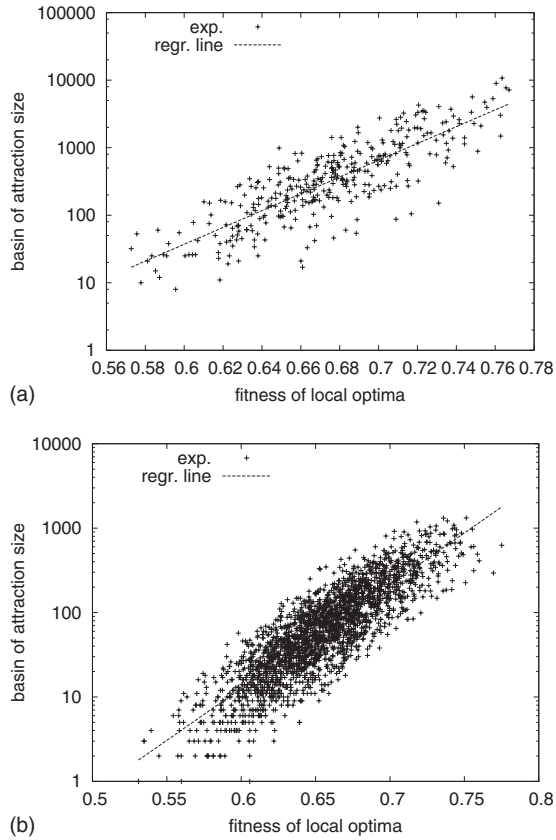 100000
exp.
regr. line
10000
1000
100
10
1
basin of attraction size
0.56 0.58 0.6 0.62 0.64 0.66 0.68 0.7 0.72 0.74 0.76 0.78
fitness of local optima
(a)
10000
exp.
regr. line
1000
100
10
1
basin of attraction size
0.5 0.55 0.6 0.65 0.7 0.75 0.8
fitness of local optima
(b)